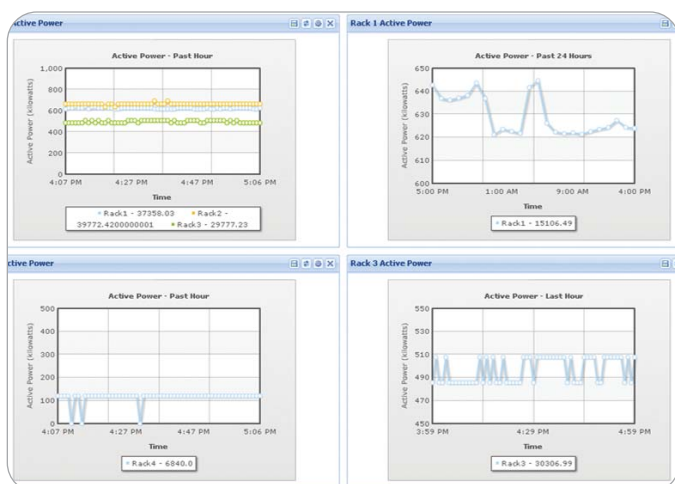 Active Power
Active Power - Past Hour
Active Power (kilowatts)
1,000
800
600
400
200
0
4:07 PM 4:27 PM 4:47 PM 5:06 PM
Time
Rack1 - 37358.03 Rack2 -
39772.4200000001 Rack3 - 29777.23
Rack 1 Active Power
Active Power - Past 24 Hours
Active Power (kilowatts)
650
640
630
620
610
600
5:00 PM 1:00 AM 9:00 AM 4:00 PM
Time
Rack1 - 15106.49
ctive Power
Active Power - Past Hour
Active Power (kilowatts)
500
400
300
200
100
0
4:07 PM 4:27 PM 4:47 PM 5:06 PM
Time
Rack4 - 6840.0
Rack 3 Active Power
Active Power - Last Hour
Active Power (kilowatts)
550
530
510
490
470
450
3:59 PM 4:29 PM 4:59 PM
Time
Rack3 - 30306.99